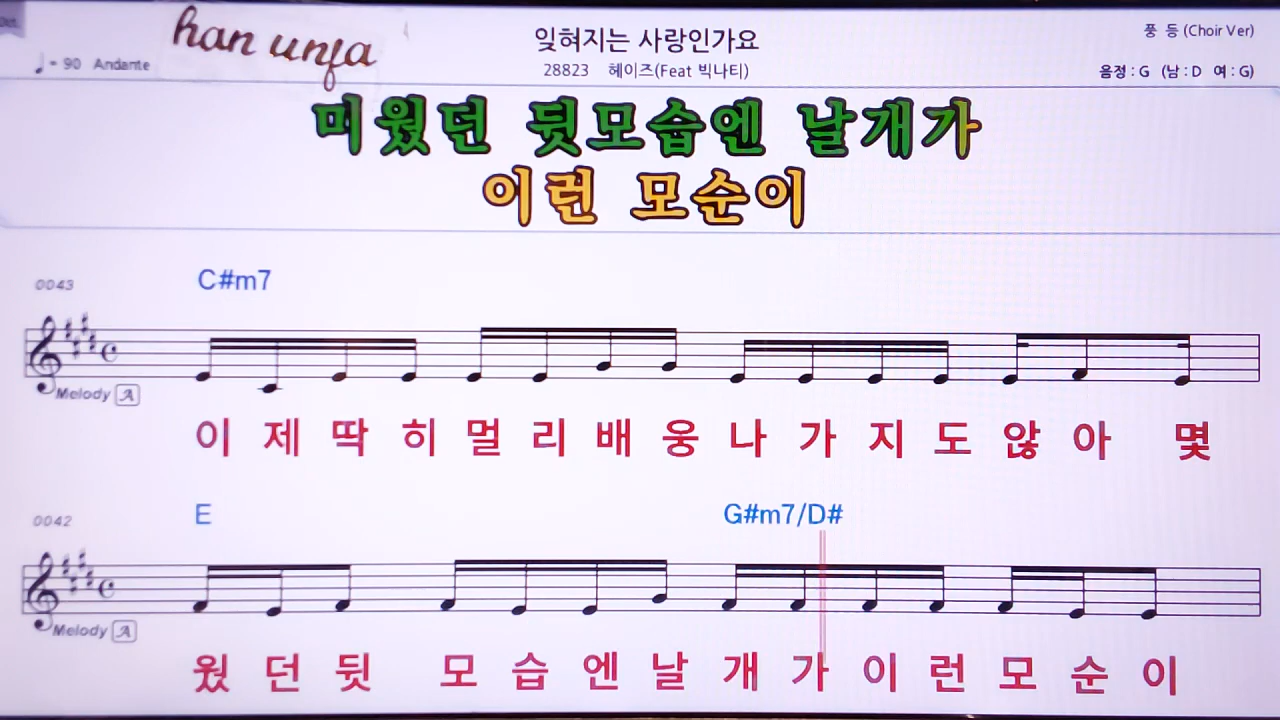 han unfa
잊혀지는 사랑인가요
풍 등 (Choir Ver)
♩ = 90 Andante
28823 헤이즈(Feat 빅나티)
음정 : G (남 : D 여 : G)
미웠던 뒷모습엔 날개가
이런 모순이
0043 C#m7
Melody A
이 제 딱 히 멀 리 배 웅 나 가 지 도 않 아 몇
0042 E G#m7/D#
Melody A
웠 던 뒷 모 습 엔 날 개 가 이 런 모 순 이